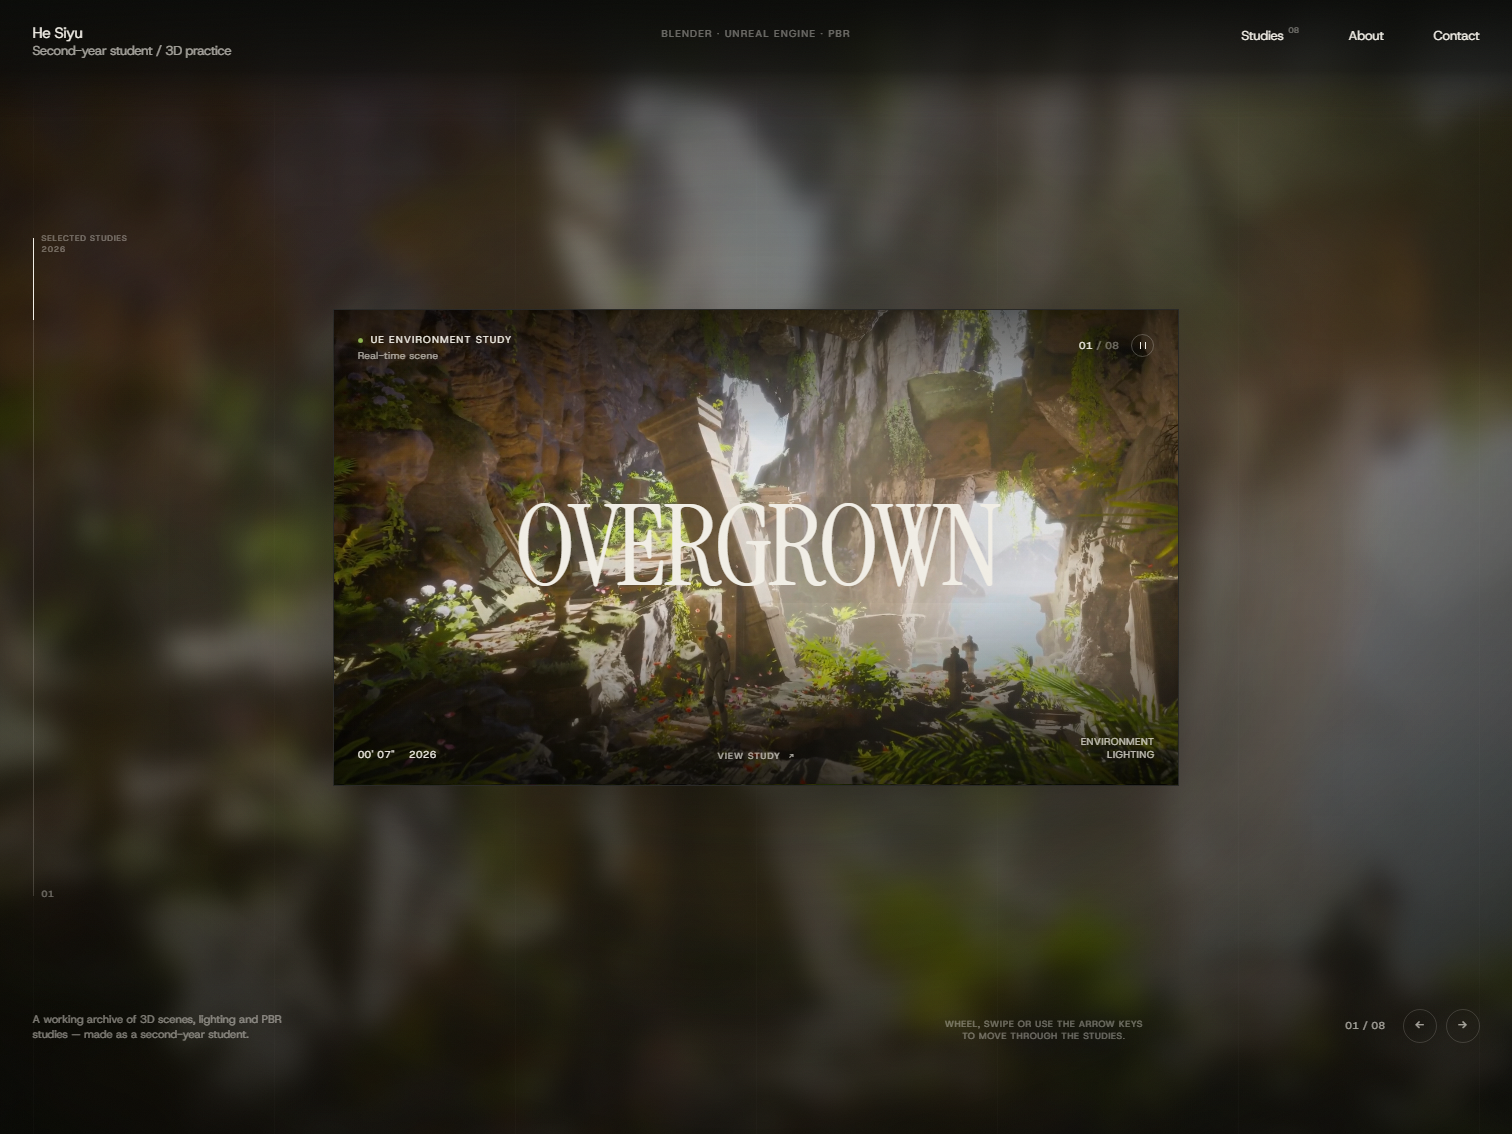 He Siyu
Second-year student / 3D practice
BLENDER · UNREAL ENGINE · PBR
Studies 08
About
Contact
SELECTED STUDIES
2026
UE ENVIRONMENT STUDY
Real-time scene
01 / 08
OVERGROWN
00' 07" 2026
VIEW STUDY ↗
ENVIRONMENT
LIGHTING
01
A working archive of 3D scenes, lighting and PBR
studies — made as a second-year student.
WHEEL, SWIPE OR USE THE ARROW KEYS
TO MOVE THROUGH THE STUDIES.
01 / 08
← →